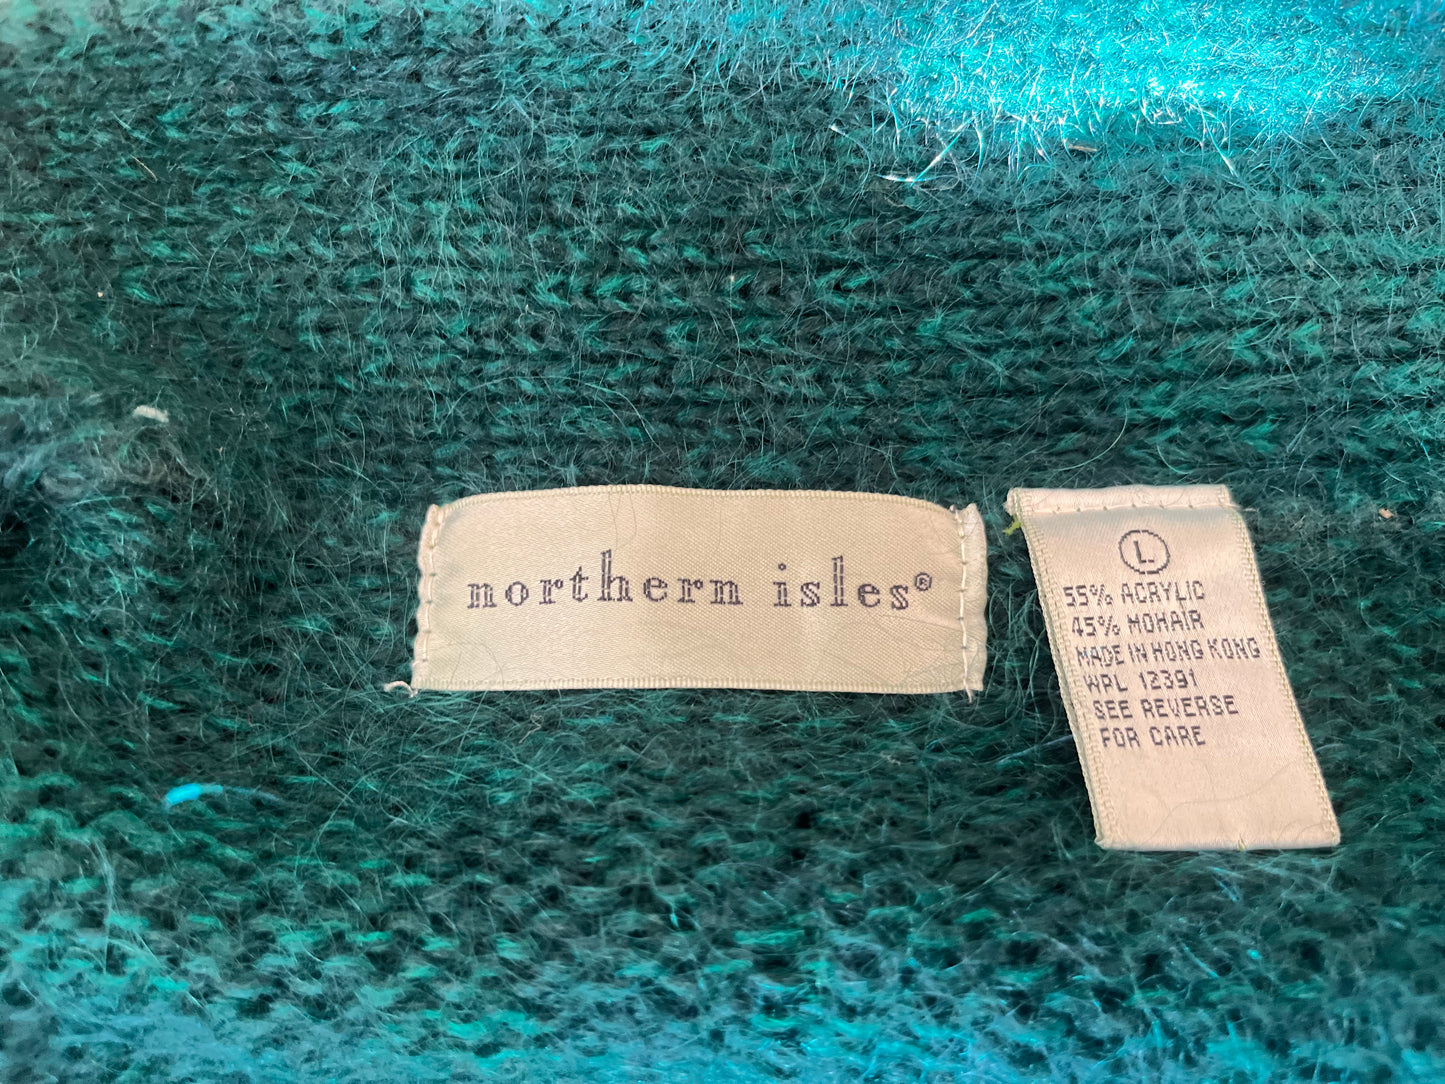 northern isles®
L
55% ACRYLIC
45% MOHAIR
MADE IN HONG KONG
WPL 12391
SEE REVERSE
FOR CARE